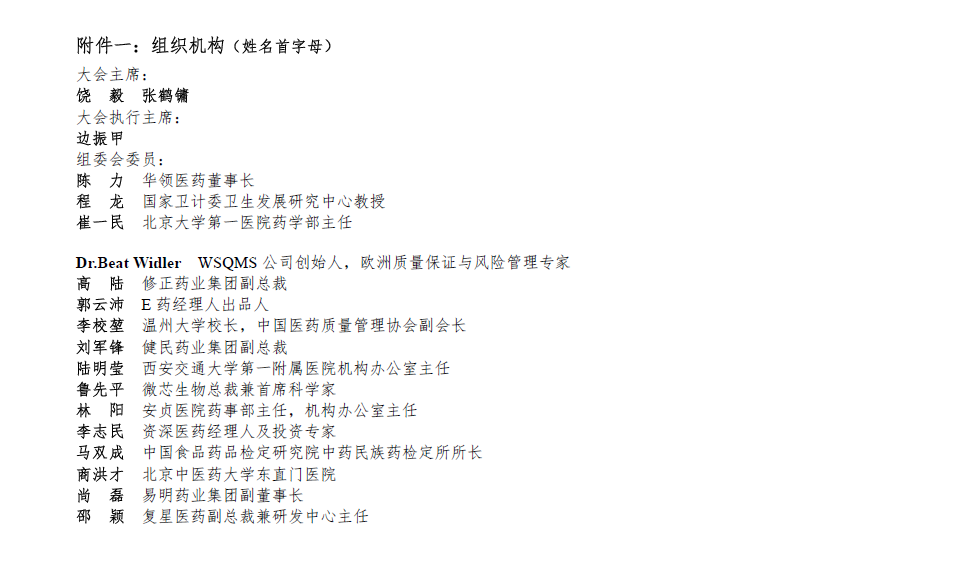 附件一：组织机构（姓名首字母）
大会主席：
饶　毅　张鹤镛
大会执行主席：
边振甲
组委会委员：
陈　力　华领医药董事长
程　龙　国家卫计委卫生发展研究中心教授
崔一民　北京大学第一医院药学部主任
Dr.Beat Widler　WSQMS 公司创始人，欧洲质量保证与风险管理专家
高　陆　修正药业集团副总裁
郭云沛　E 药经理人出品人
李校堃　温州大学校长，中国医药质量管理协会副会长
刘军锋　健民药业集团副总裁
陆明莹　西安交通大学第一附属医院机构办公室主任
鲁先平　微芯生物总裁兼首席科学家
林　阳　安贞医院药事部主任，机构办公室主任
李志民　资深医药经理人及投资专家
马双成　中国食品药品检定研究院中药民族药检定所所长
商洪才　北京中医药大学东直门医院
尚　磊　易明药业集团副董事长
邵　颖　复星医药副总裁兼研发中心主任